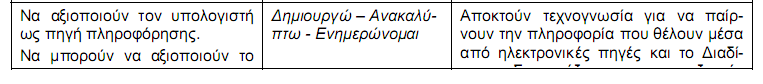 Να αξιοποιούν τον υπολογιστή
ως πηγή πληροφόρησης.
Να μπορούν να αξιοποιούν το
Δημιουργώ – Ανακαλύ-
πτω - Ενημερώνομαι
Αποκτούν τεχνογνωσία για να παίρ-
νουν την πληροφορία που θέλουν μέσα
από ηλεκτρονικές πηγές και το Διαδί-